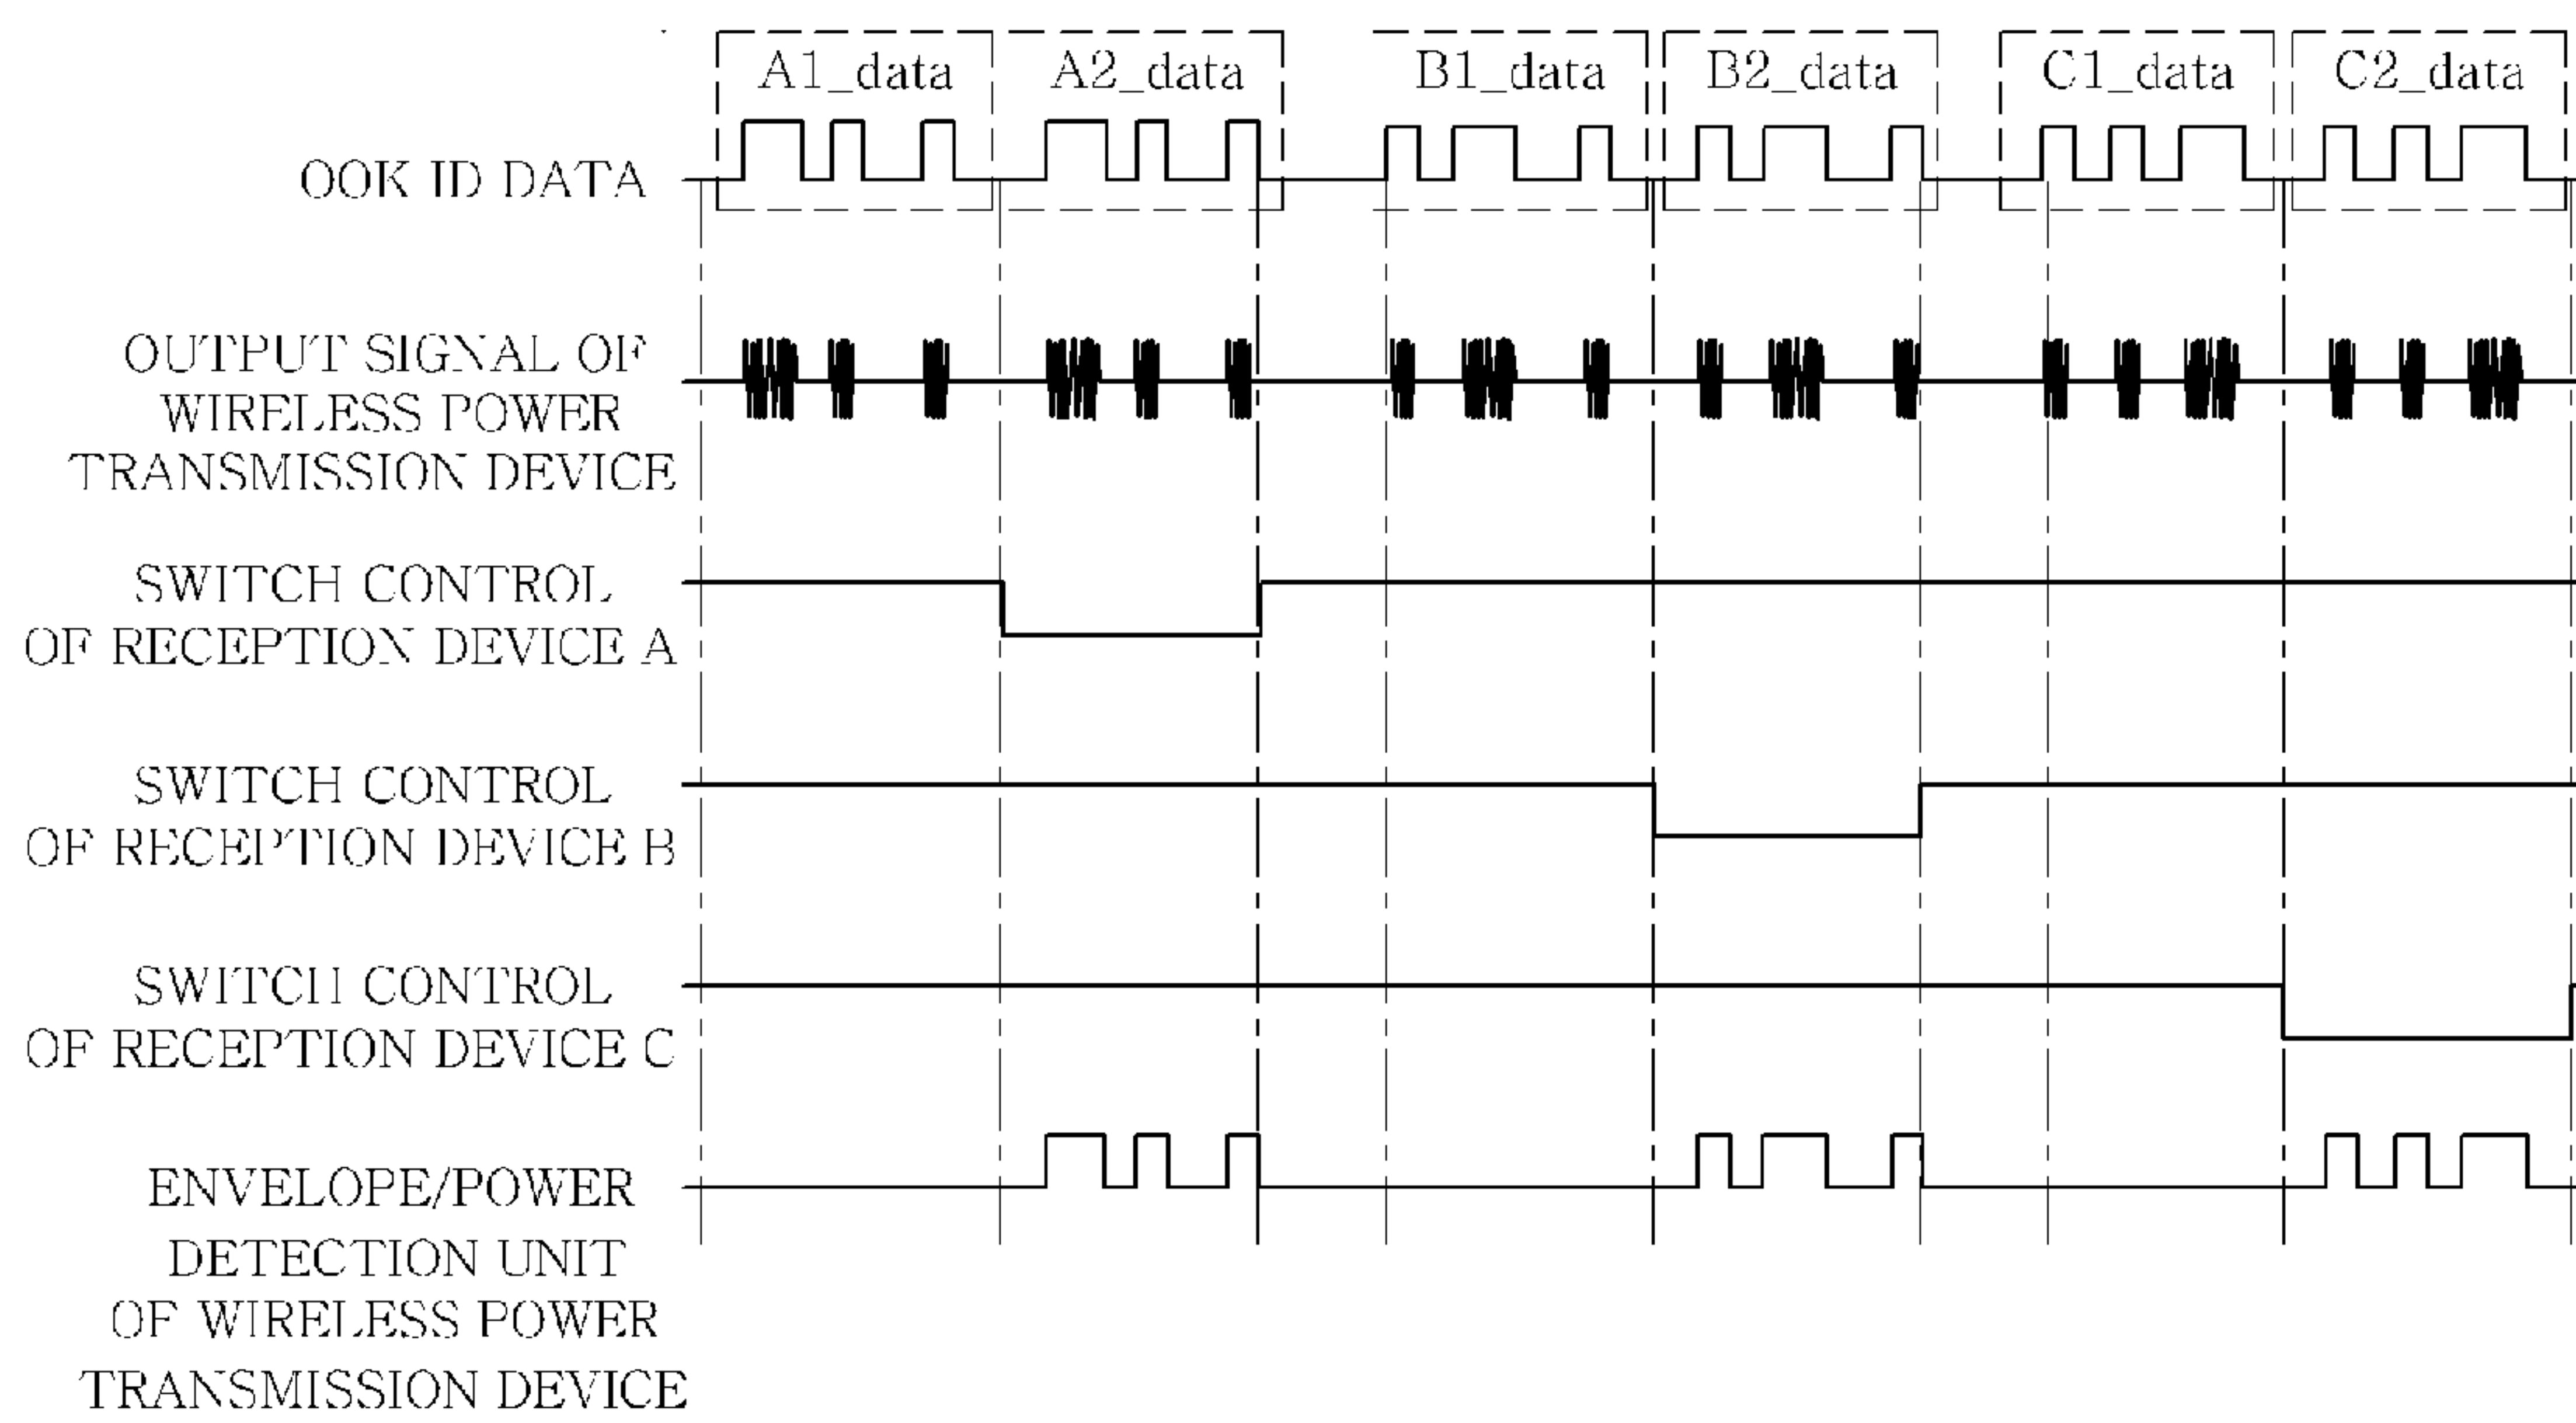 A1_data A2_data B1_data B2_data C1_data C2_data
OOK ID DATA
OUTPUT SIGNAL OF
WIRELESS POWER
TRANSMISSION DEVICE
SWITCH CONTROL
OF RECEPTION DEVICE A
SWITCH CONTROL
OF RECEPTION DEVICE B
SWITCH CONTROL
OF RECEPTION DEVICE C
ENVELOPE/POWER
DETECTION UNIT
OF WIRELESS POWER
TRANSMISSION DEVICE